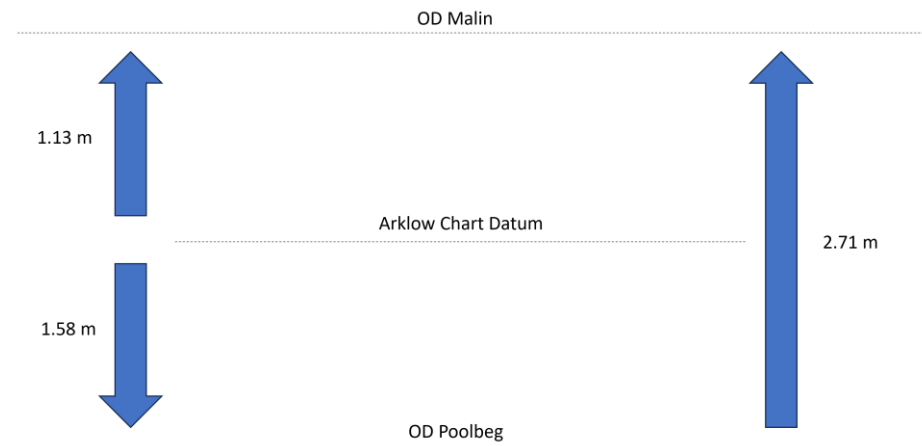 OD Malin
1.13 m
Arklow Chart Datum
2.71 m
1.58 m
OD Poolbeg